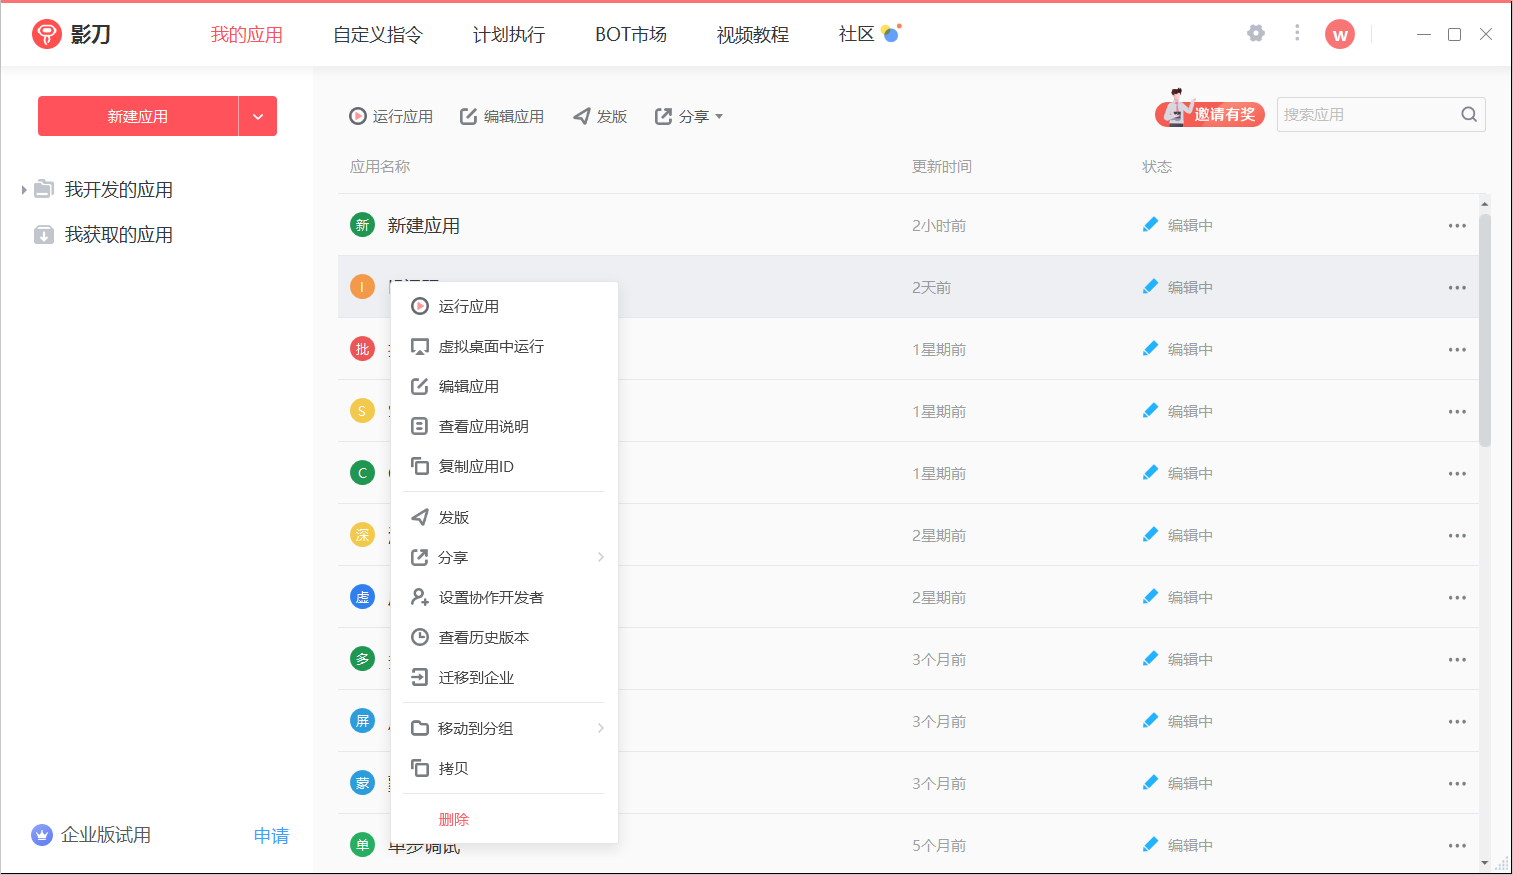 影刀
我的应用 自定义指令 计划执行 BOT市场 视频教程 社区
w
新建应用
运行应用 编辑应用 发版 分享
邀请有奖
搜索应用
应用名称 更新时间 状态
我开发的应用
我获取的应用
新 新建应用 2小时前 编辑中
I 2天前 编辑中
批 1星期前 编辑中
S 1星期前 编辑中
C 1星期前 编辑中
深 2星期前 编辑中
虚 2星期前 编辑中
多 3个月前 编辑中
屏 3个月前 编辑中
蒙 3个月前 编辑中
单 单步调试 5个月前 编辑中
运行应用
虚拟桌面中运行
编辑应用
查看应用说明
复制应用ID
发版
分享
设置协作开发者
查看历史版本
迁移到企业
移动到分组
拷贝
删除
企业版试用 申请